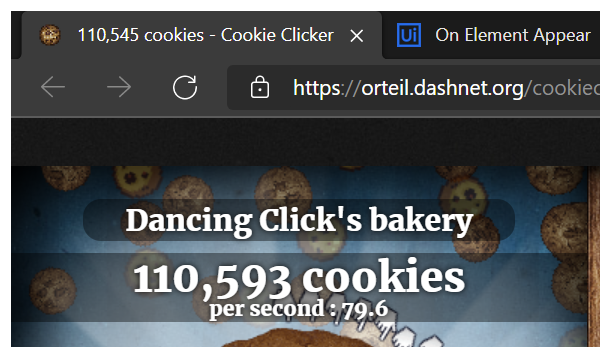 110,545 cookies - Cookie Clicker
Ui On Element Appear
https://orteil.dashnet.org/cookiec
Dancing Click's bakery
110,593 cookies
per second : 79.6